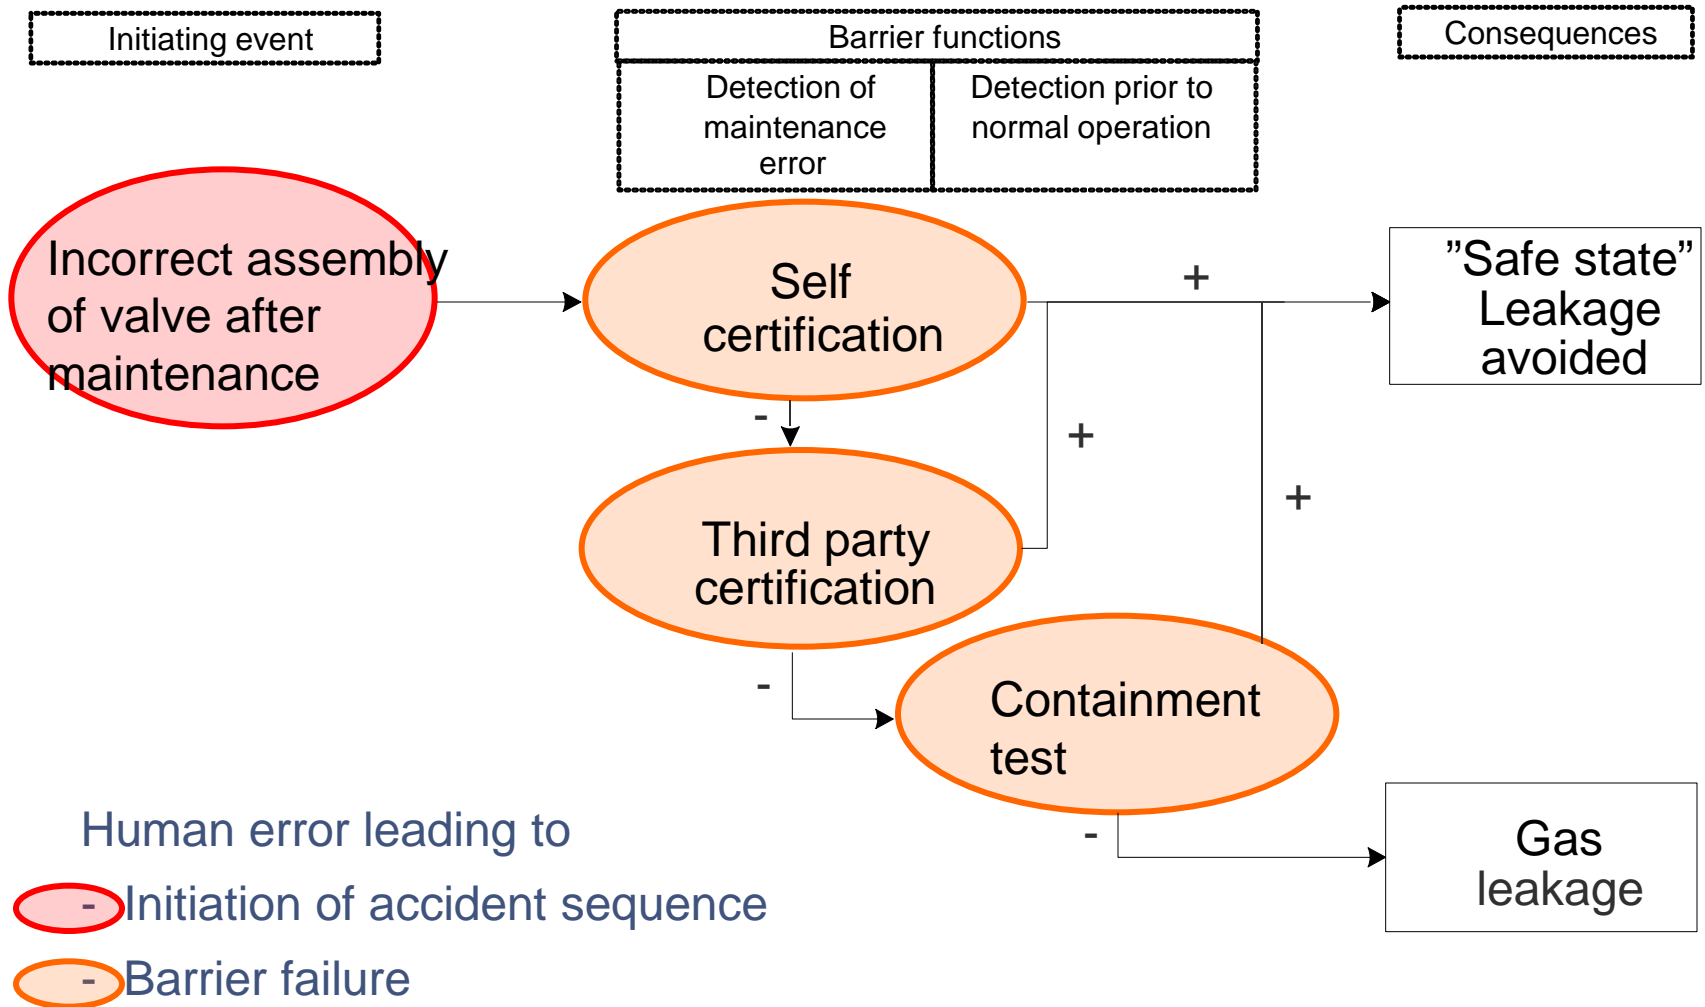 Initiating event
Barrier functions
Consequences
Detection of
maintenance
error
Detection prior to
normal operation
Incorrect assembly
of valve after
maintenance
Self
certification
+
”Safe state”
Leakage
avoided
-
+
+
Third party
certification
-
Containment
test
-
Gas
leakage
Human error leading to
- Initiation of accident sequence
- Barrier failure